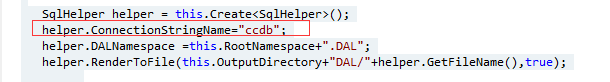 SqlHelper helper = this.Create<SqlHelper>();
helper.ConnectionStringName="ccdb";
helper.DALNamespace =this.RootNamespace+".DAL";
helper.RenderToFile(this.OutputDirectory+"DAL/"+helper.GetFileName(),true);